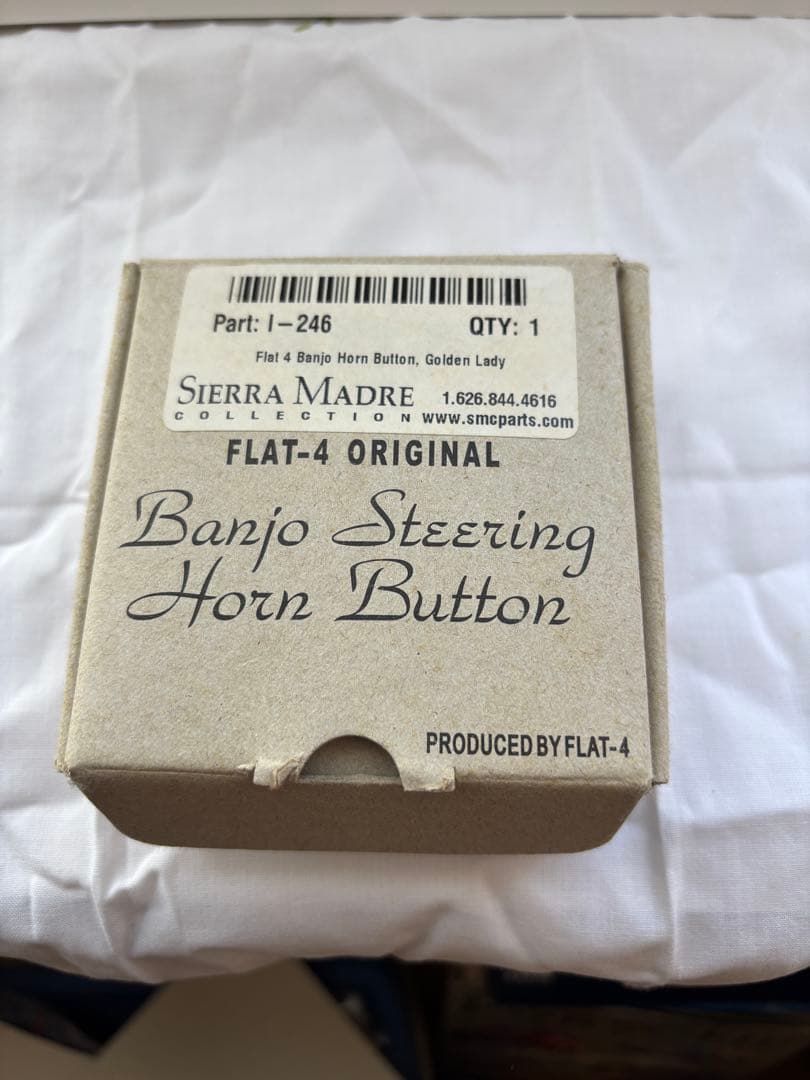 Part: I-246 QTY: 1
Flat 4 Banjo Horn Button, Golden Lady
SIERRA MADRE 1.626.844.4616
COLLECTION www.smcparts.com
FLAT-4 ORIGINAL
Banjo Steering
Horn Button
PRODUCED BY FLAT-4